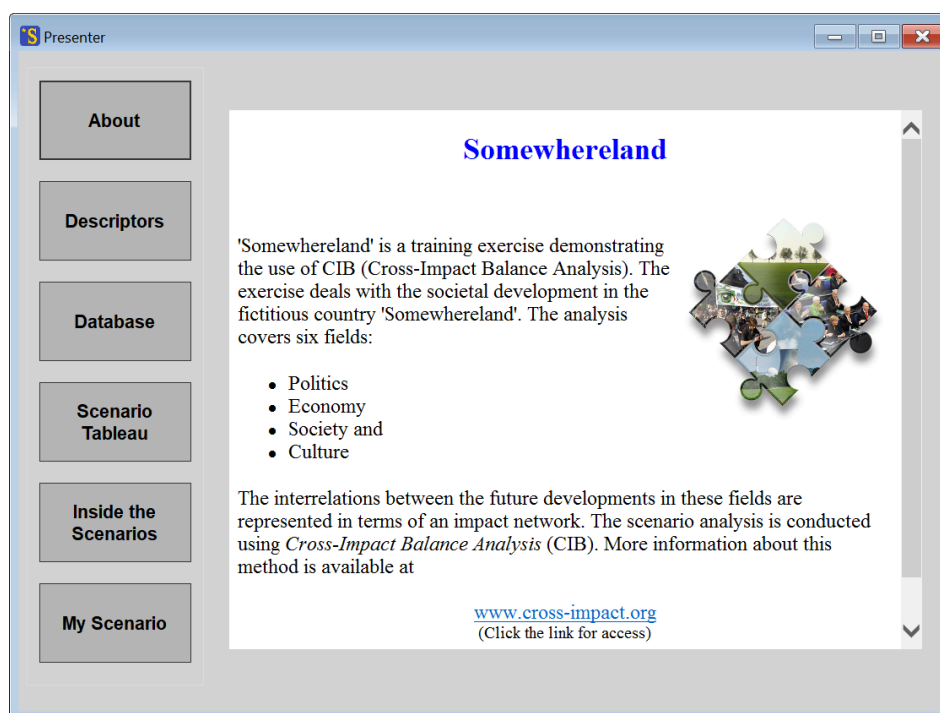 Presenter
About
Descriptors
Database
Scenario
Tableau
Inside the
Scenarios
My Scenario
Somewhereland
'Somewhereland' is a training exercise demonstrating
the use of CIB (Cross-Impact Balance Analysis). The
exercise deals with the societal development in the
fictitious country 'Somewhereland'. The analysis
covers six fields:
• Politics
• Economy
• Society and
• Culture
The interrelations between the future developments in these fields are
represented in terms of an impact network. The scenario analysis is conducted
using Cross-Impact Balance Analysis (CIB). More information about this
method is available at
www.cross-impact.org
(Click the link for access)